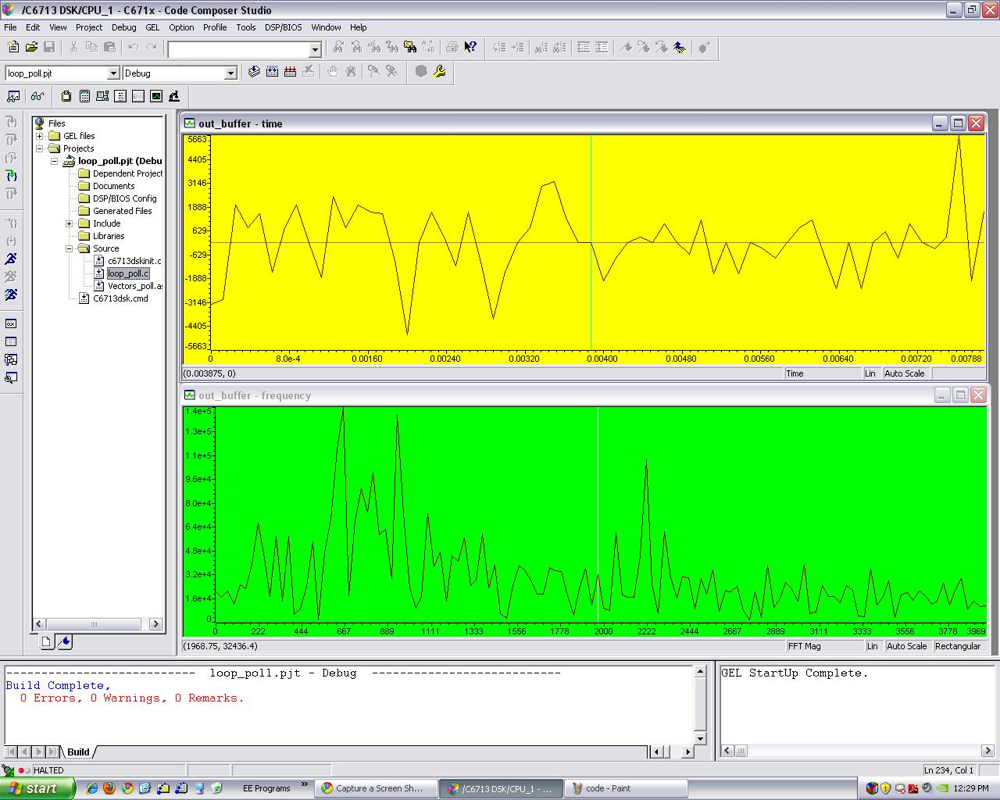 /C6713 DSK/CPU_1 - C671x - Code Composer Studio
File Edit View Project Debug GEL Option Profile Tools DSP/BIOS Window Help
loop_poll.pjt Debug
Files
GEL files
Projects
loop_poll.pjt (Debu
Dependent Project
Documents
DSP/BIOS Config
Generated Files
Include
Libraries
Source
c6713dskinit.c
loop_poll.c
Vectors_poll.as
C6713dsk.cmd
out_buffer - time
5663
4405
3146
1888
629
-629
-1888
-3146
-4405
-5663
0 8.0e-4 0.00160 0.00240 0.00320 0.00400 0.00480 0.00560 0.00640 0.00720 0.00788
(0.003875, 0) Time Lin Auto Scale
out_buffer - frequency
1.4e+5
1.3e+5
1.1e+5
9.6e+4
8.0e+4
6.4e+4
4.8e+4
3.2e+4
1.6e+4
0
0 222 444 667 889 1111 1333 1556 1778 2000 2222 2444 2667 2889 3111 3333 3556 3778 3969
(1968.75, 32436.4) FFT Mag Lin Auto Scale Rectangular
--------------------------- loop_poll.pjt - Debug ---------------------------
Build Complete,
0 Errors, 0 Warnings, 0 Remarks.
Build
GEL StartUp Complete.
HALTED Ln 234, Col 1
start EE Programs » Capture a Screen Sh... /C6713 DSK/CPU_1 - ... code - Paint 12:29 PM